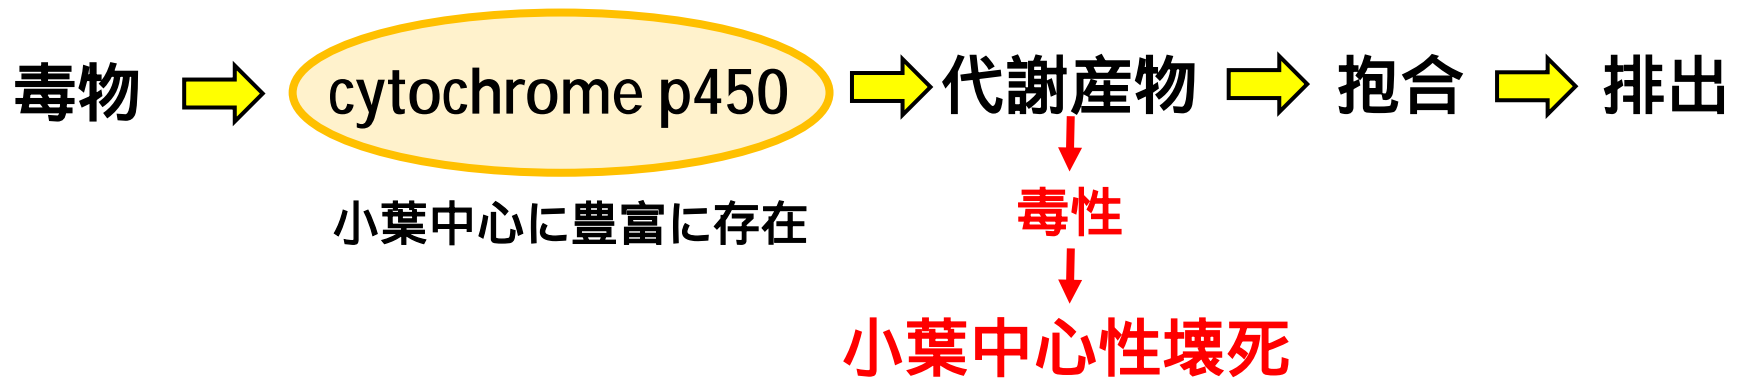 毒物 cytochrome p450 代謝産物 抱合 排出
小葉中心に豊富に存在
毒性
小葉中心性壊死